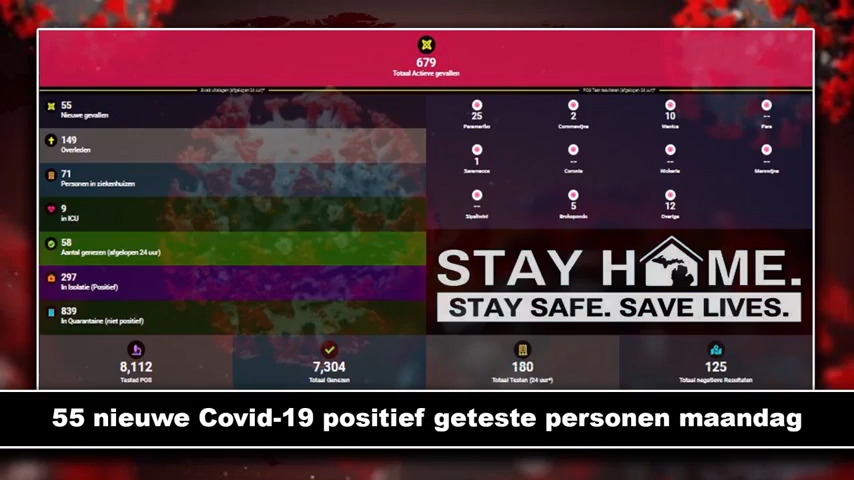 679
Totaal Actieve gevallen
55
Nieuwe gevallen
149
Overleden
71
Personen in ziekenhuizen
9
in ICU
58
Aantal genezen (afgelopen 24 uur)
297
In Isolatie (Positief)
839
In Quarantaine (niet positief)
25
Paramaribo
2
Commewijne
10
Wanica
--
Para
1
Saramacca
--
Coronie
--
Nickerie
--
Marowijne
--
Sipaliwini
5
Brokopondo
12
Overige
STAY HOME.
STAY SAFE. SAVE LIVES.
8,112
Tested POS
7,304
Totaal Genezen
180
Totaal Testen (24 uur*)
125
Totaal negatieve Resultaten
55 nieuwe Covid-19 positief geteste personen maandag